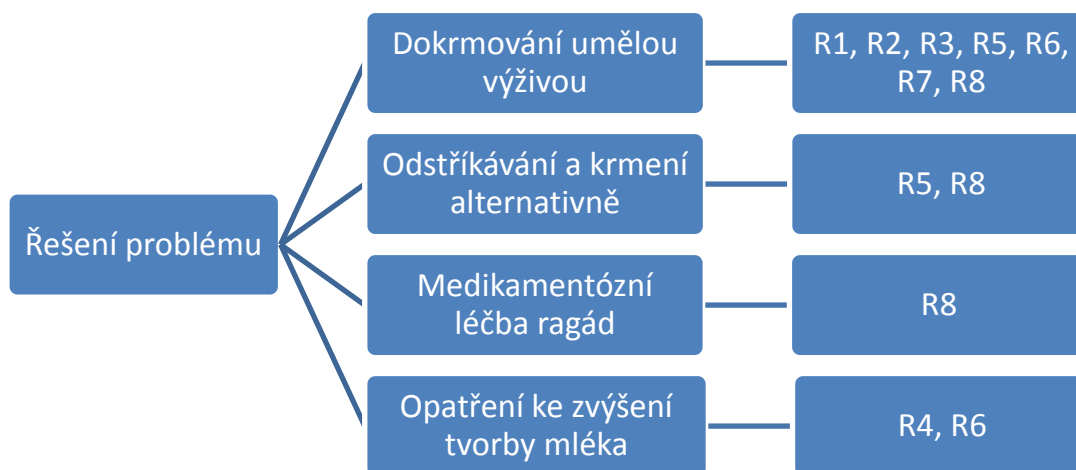 Řešení problému
Dokrmování umělou
výživou
R1, R2, R3, R5, R6,
R7, R8
Odstříkávání a krmení
alternativně
R5, R8
Medikamentózní
léčba ragád
R8
Opatření ke zvýšení
tvorby mléka
R4, R6